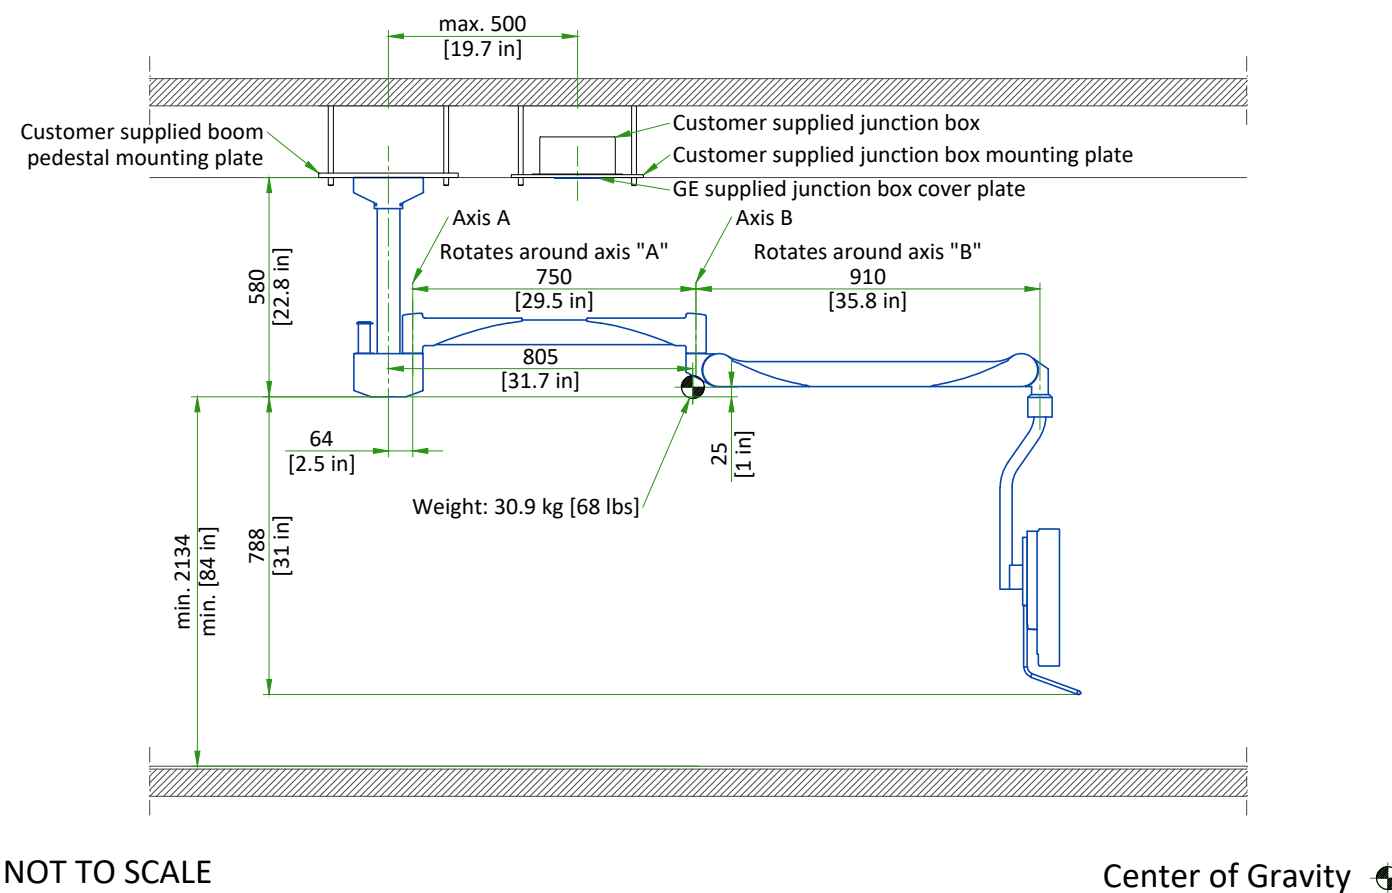 max. 500
[19.7 in]
Customer supplied boom
pedestal mounting plate
Customer supplied junction box
Customer supplied junction box mounting plate
GE supplied junction box cover plate
Axis A
Axis B
Rotates around axis "A"
750
[29.5 in]
Rotates around axis "B"
910
[35.8 in]
580
[22.8 in]
805
[31.7 in]
64
[2.5 in]
25
[1 in]
Weight: 30.9 kg [68 lbs]
min. 2134
min. [84 in]
788
[31 in]
NOT TO SCALE
Center of Gravity